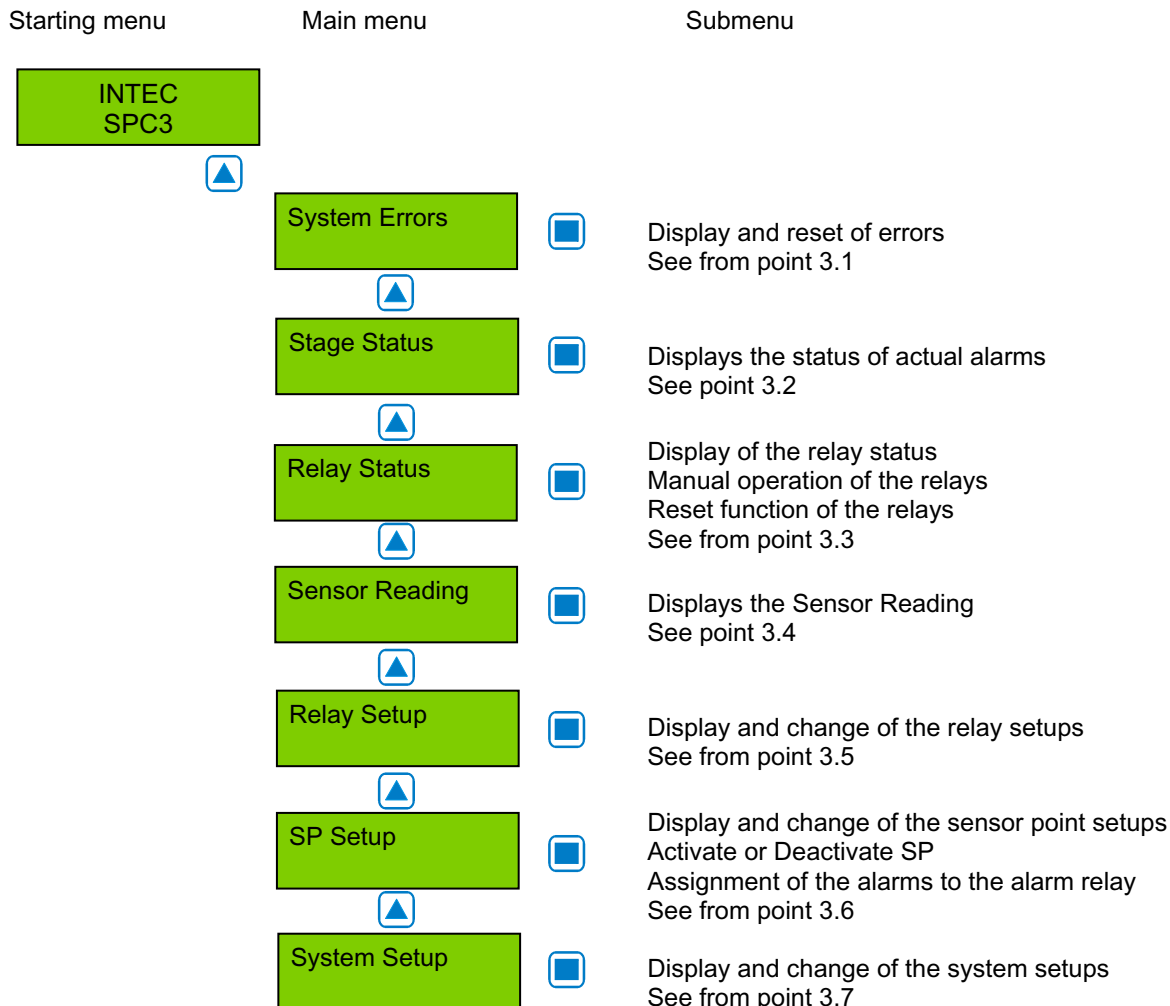 Starting menu
Main menu
Submenu
INTEC
SPC3
System Errors
Display and reset of errors
See from point 3.1
Stage Status
Displays the status of actual alarms
See point 3.2
Relay Status
Display of the relay status
Manual operation of the relays
Reset function of the relays
See from point 3.3
Sensor Reading
Displays the Sensor Reading
See point 3.4
Relay Setup
Display and change of the relay setups
See from point 3.5
SP Setup
Display and change of the sensor point setups
Activate or Deactivate SP
Assignment of the alarms to the alarm relay
See from point 3.6
System Setup
Display and change of the system setups
See from point 3.7